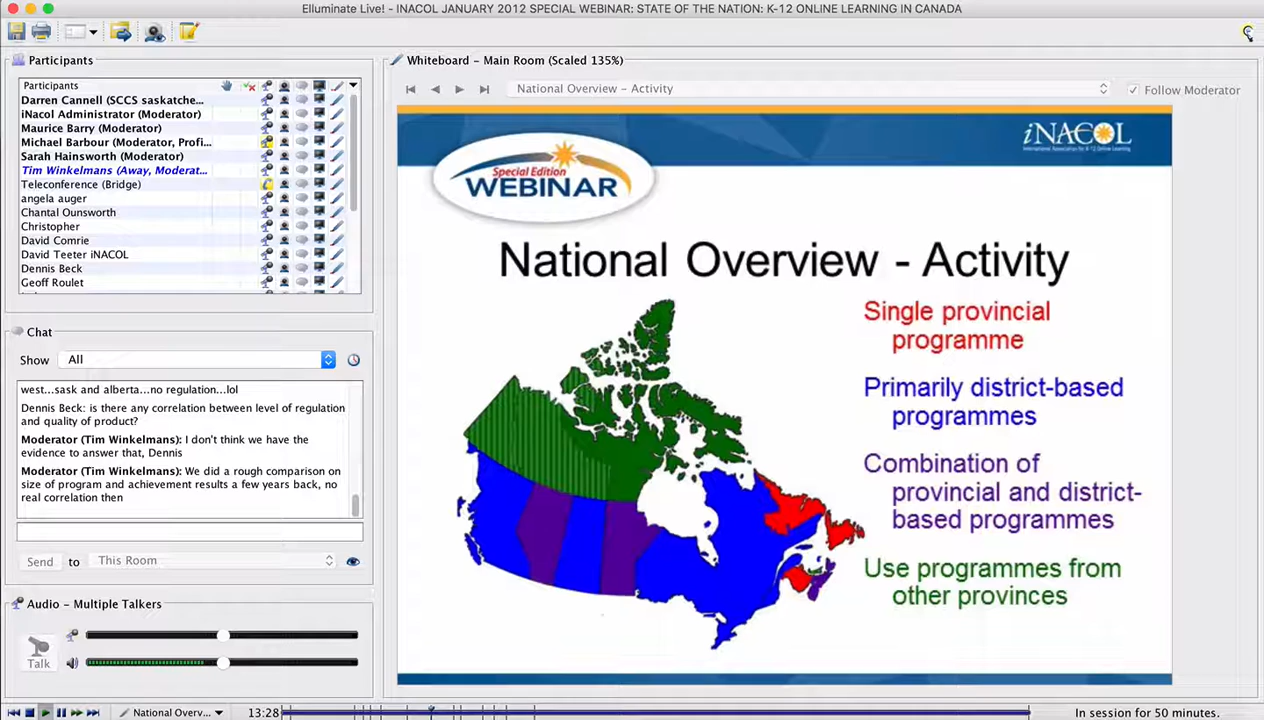 Elluminate Live! - INACOL JANUARY 2012 SPECIAL WEBINAR: STATE OF THE NATION: K-12 ONLINE LEARNING IN CANADA
Participants
Participants
Darren Cannell (SCCS saskatche...
iNacol Administrator (Moderator)
Maurice Barry (Moderator)
Michael Barbour (Moderator, Profi...
Sarah Hainsworth (Moderator)
Tim Winkelmans (Away, Moderat...
Teleconference (Bridge)
angela auger
Chantal Ounsworth
Christopher
David Comrie
David Teeter iNACOL
Dennis Beck
Geoff Roulet
Chat
Show All
west...sask and alberta...no regulation...lol
Dennis Beck: is there any correlation between level of regulation
and quality of product?
Moderator (Tim Winkelmans): I don't think we have the
evidence to answer that, Dennis
Moderator (Tim Winkelmans): We did a rough comparison on
size of program and achievement results a few years back, no
real correlation then
Send to This Room
Audio - Multiple Talkers
Talk
Whiteboard - Main Room (Scaled 135%)
National Overview - Activity
Follow Moderator
iNACOL
International Association for K-12 Online Learning
Special Edition
WEBINAR
National Overview - Activity
Single provincial
programme
Primarily district-based
programmes
Combination of
provincial and district-
based programmes
Use programmes from
other provinces
National Overv...
13:28
In session for 50 minutes.